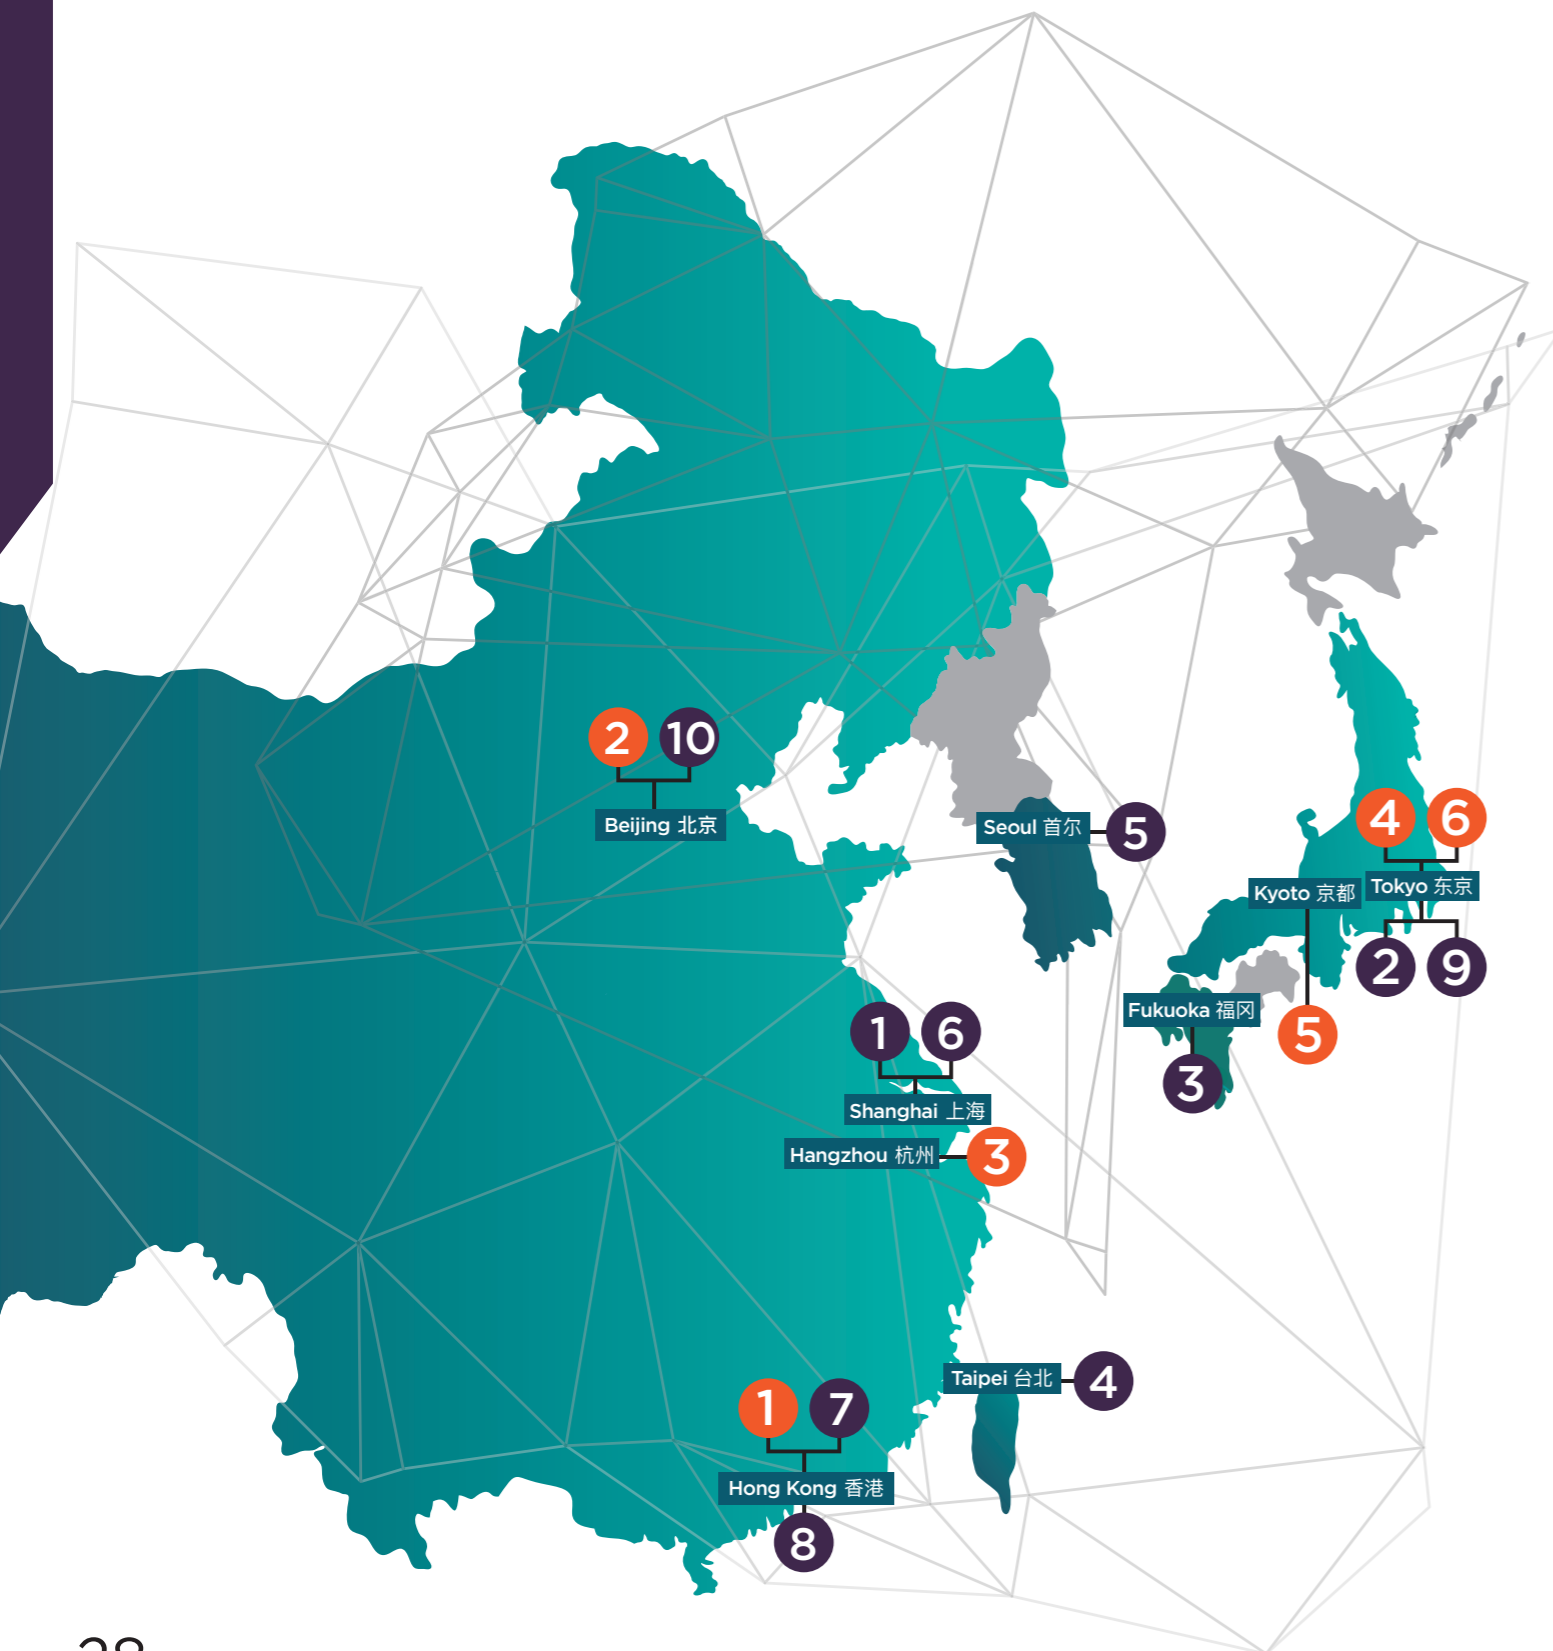 2 10
Beijing 北京
Seoul 首尔 5
4 6
Kyoto 京都
Tokyo 东京
2 9
Fukuoka 福冈
5
3
1 6
Shanghai 上海
Hangzhou 杭州 3
Taipei 台北 4
1 7
Hong Kong 香港
8
28